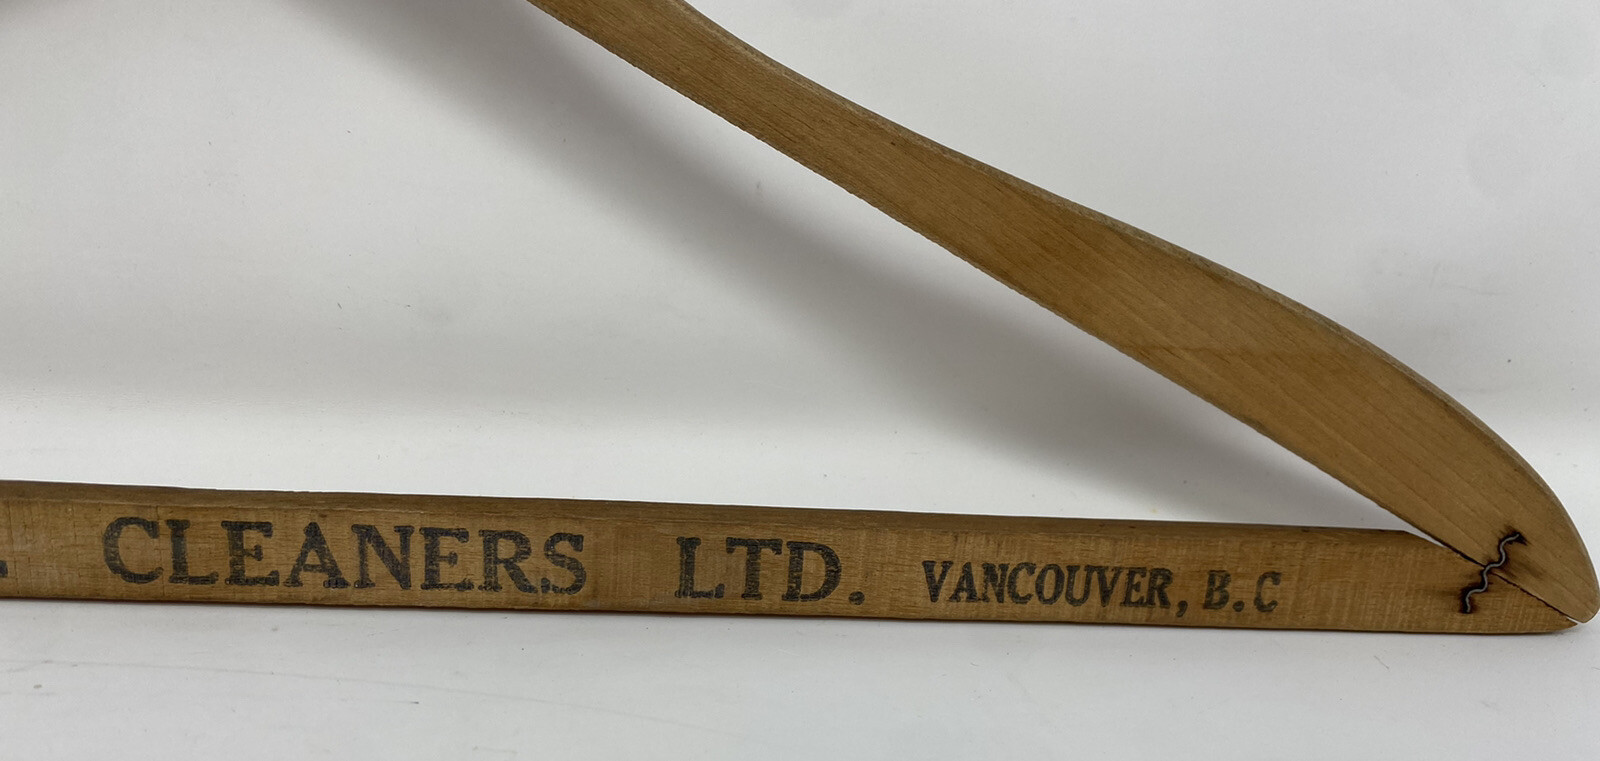 . CLEANERS LTD. VANCOUVER, B.C